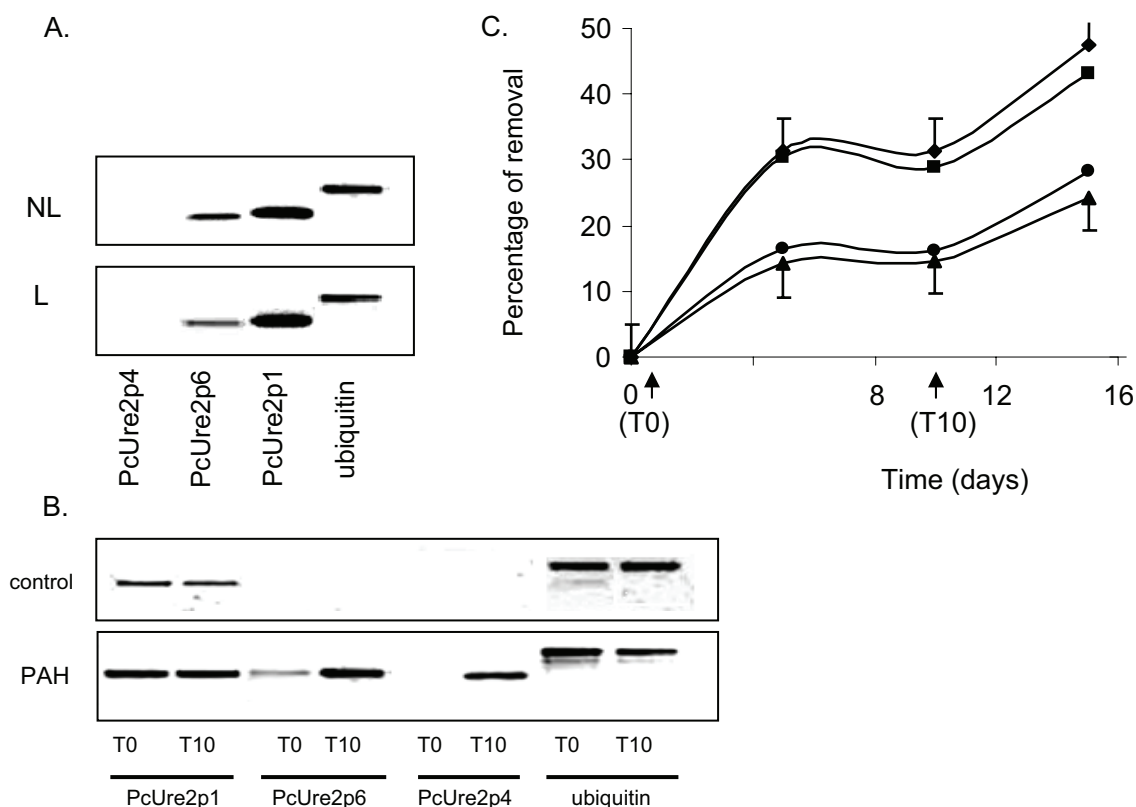 A.
NL
L
PcUre2p4
PcUre2p6
PcUre2p1
ubiquitin
C.
Percentage of removal
50
40
30
20
10
0
0 8 12 16
(T0) (T10)
Time (days)
B.
control
PAH
T0 T10 T0 T10 T0 T10 T0 T10
PcUre2p1 PcUre2p6 PcUre2p4 ubiquitin